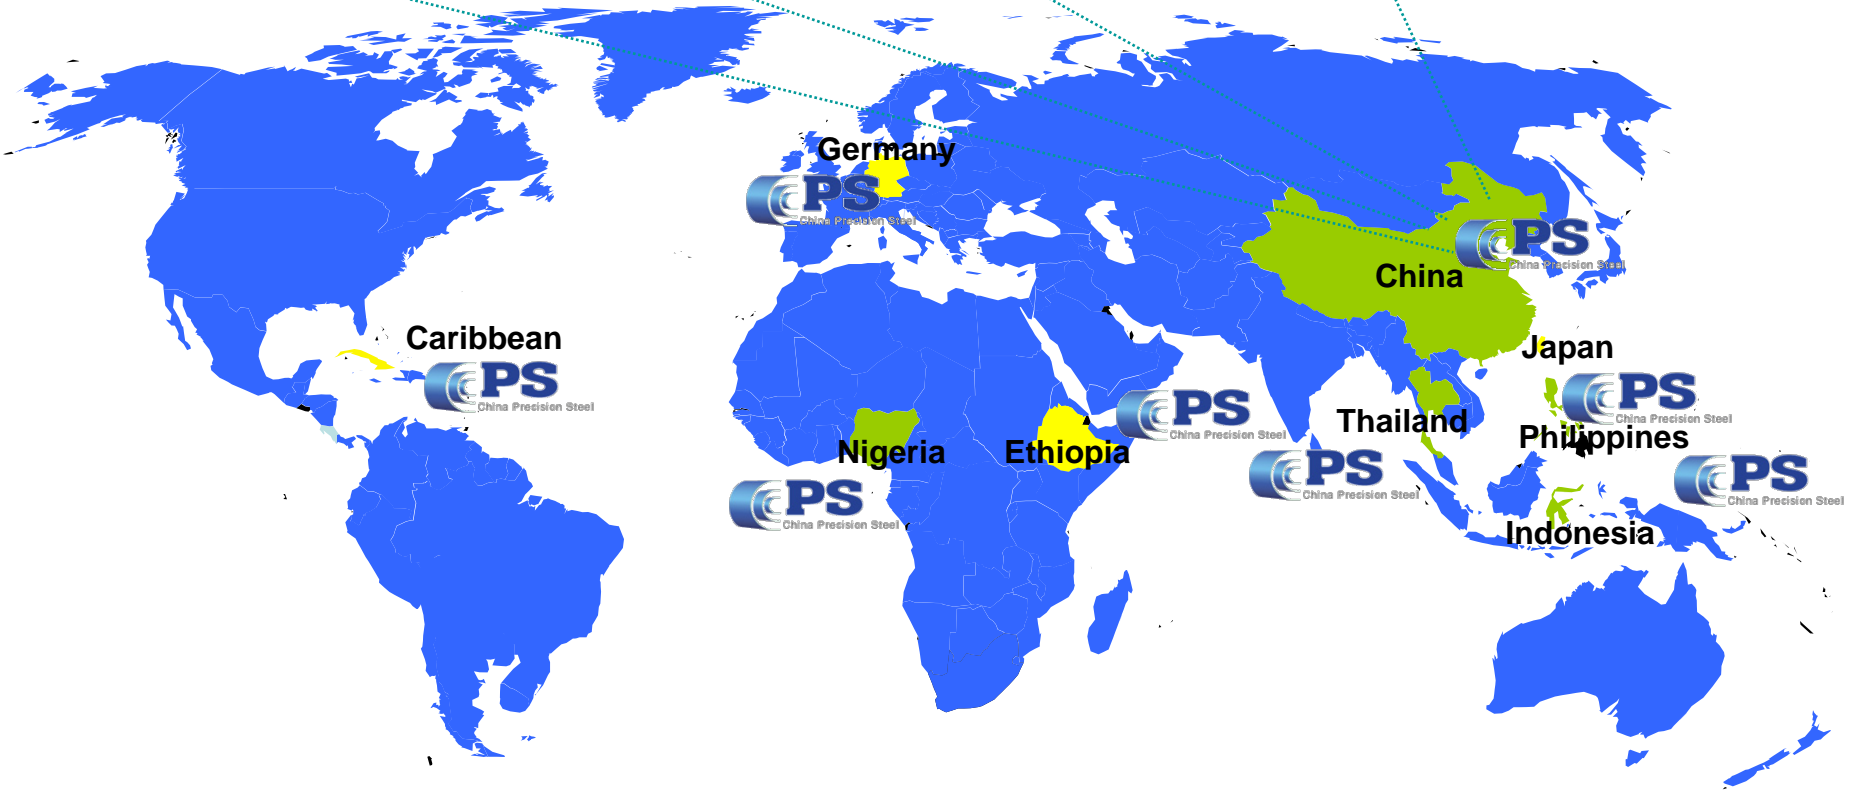 Germany
CPS
China Precision Steel
CPS
China Precision Steel
China
Caribbean
CPS
China Precision Steel
Japan
CPS
China Precision Steel
CPS
China Precision Steel
Thailand
Philippines
Nigeria
Ethiopia
CPS
China Precision Steel
CPS
China Precision Steel
CPS
China Precision Steel
Indonesia